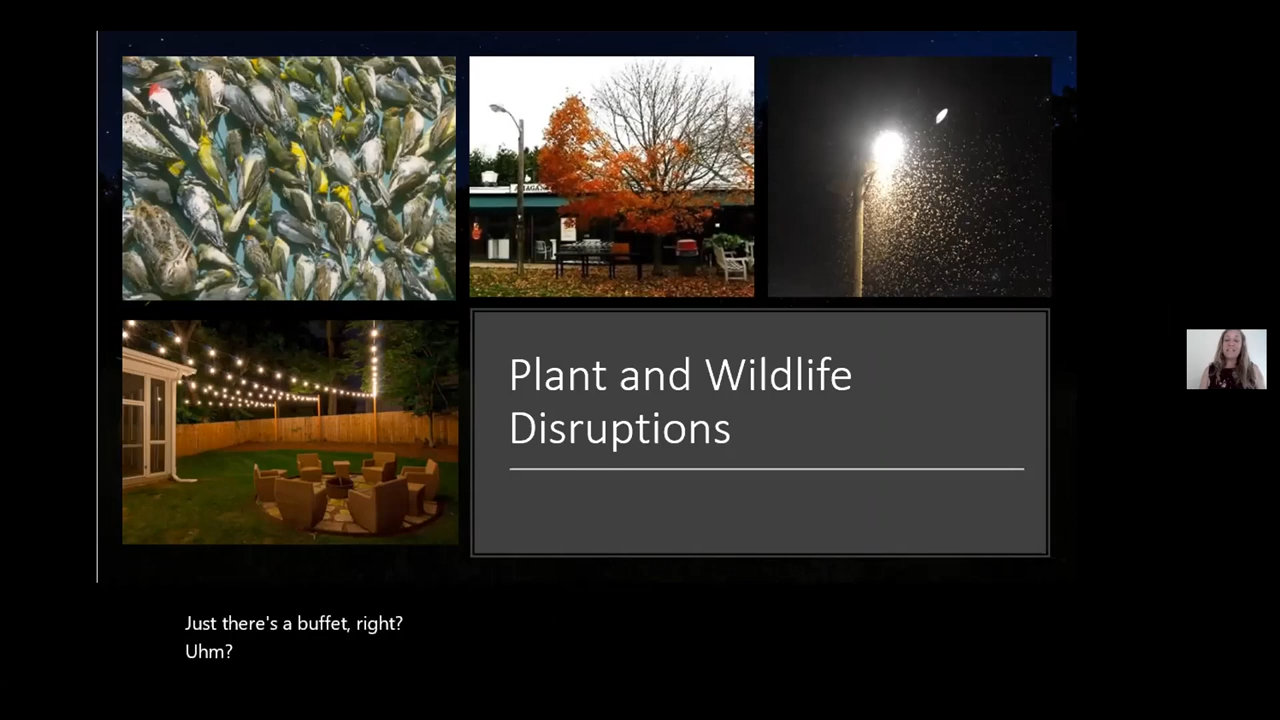 Plant and Wildlife
Disruptions
Just there's a buffet, right?
Uhm?